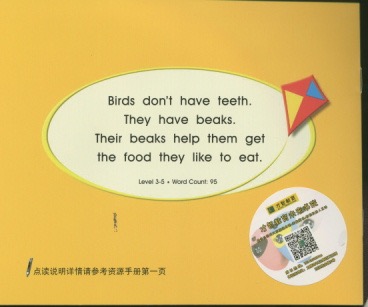 Birds don't have teeth.
They have beaks.
Their beaks help them get
the food they like to eat.
Level 3-5 • Word Count: 95
点读说明详情请参考资源手册第一页